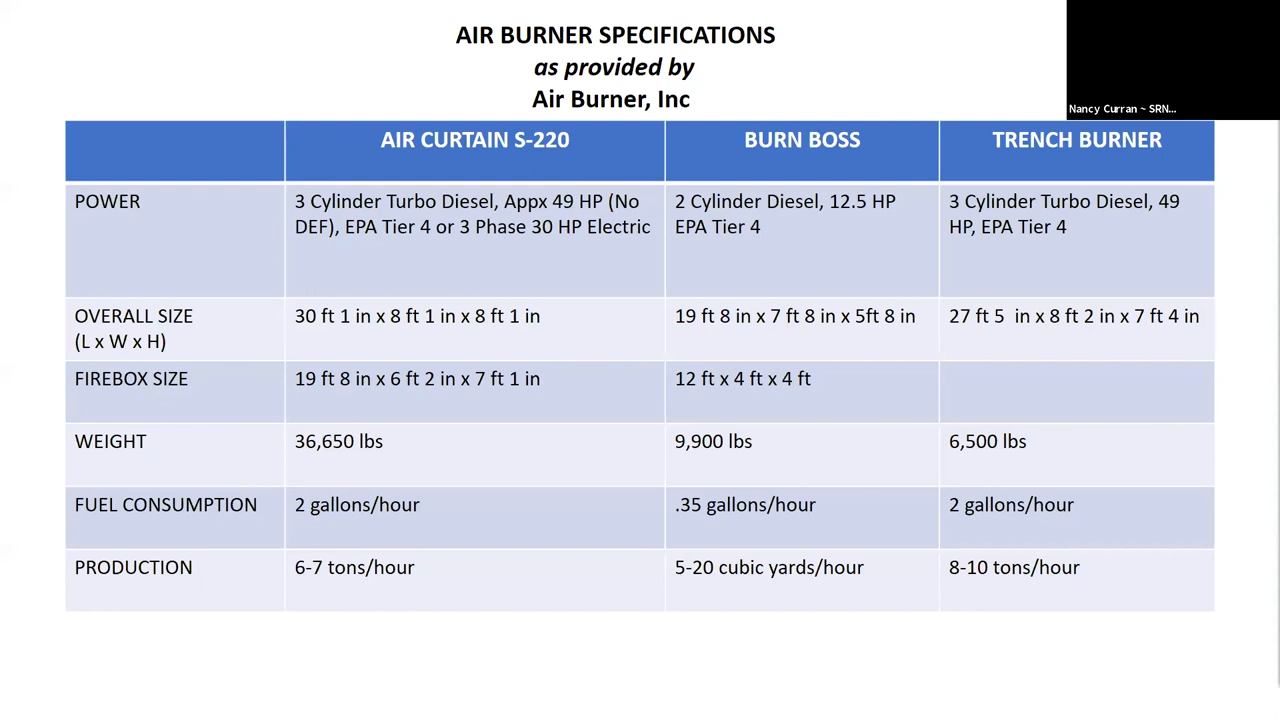 AIR BURNER SPECIFICATIONS
as provided by
Air Burner, Inc
Nancy Curran ~ SRN...
AIR CURTAIN S-220
BURN BOSS
TRENCH BURNER
POWER
3 Cylinder Turbo Diesel, Appx 49 HP (No
DEF), EPA Tier 4 or 3 Phase 30 HP Electric
2 Cylinder Diesel, 12.5 HP
EPA Tier 4
3 Cylinder Turbo Diesel, 49
HP, EPA Tier 4
OVERALL SIZE
(L x W x H)
30 ft 1 in x 8 ft 1 in x 8 ft 1 in
19 ft 8 in x 7 ft 8 in x 5ft 8 in
27 ft 5  in x 8 ft 2 in x 7 ft 4 in
FIREBOX SIZE
19 ft 8 in x 6 ft 2 in x 7 ft 1 in
12 ft x 4 ft x 4 ft
WEIGHT
36,650 lbs
9,900 lbs
6,500 lbs
FUEL CONSUMPTION
2 gallons/hour
.35 gallons/hour
2 gallons/hour
PRODUCTION
6-7 tons/hour
5-20 cubic yards/hour
8-10 tons/hour